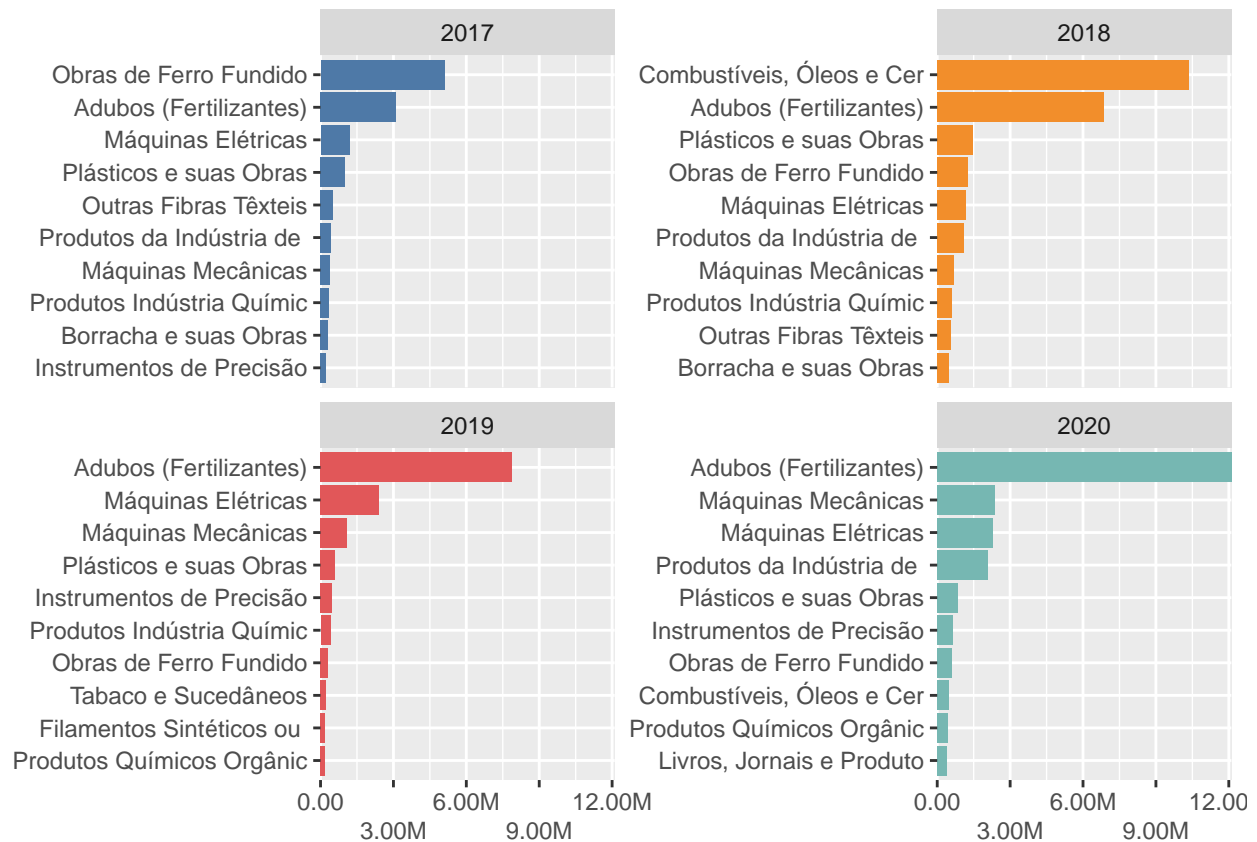 2017
Obras de Ferro Fundido
Adubos (Fertilizantes)
Máquinas Elétricas
Plásticos e suas Obras
Outras Fibras Têxteis
Produtos da Indústria de
Máquinas Mecânicas
Produtos Indústria Químic
Borracha e suas Obras
Instrumentos de Precisão
2018
Combustíveis, Óleos e Cer
Adubos (Fertilizantes)
Plásticos e suas Obras
Obras de Ferro Fundido
Máquinas Elétricas
Produtos da Indústria de
Máquinas Mecânicas
Produtos Indústria Químic
Outras Fibras Têxteis
Borracha e suas Obras
2019
Adubos (Fertilizantes)
Máquinas Elétricas
Máquinas Mecânicas
Plásticos e suas Obras
Instrumentos de Precisão
Produtos Indústria Químic
Obras de Ferro Fundido
Tabaco e Sucedâneos
Filamentos Sintéticos ou
Produtos Químicos Orgânic
0.00 6.00M 12.00M
3.00M 9.00M
2020
Adubos (Fertilizantes)
Máquinas Mecânicas
Máquinas Elétricas
Produtos da Indústria de
Plásticos e suas Obras
Instrumentos de Precisão
Obras de Ferro Fundido
Combustíveis, Óleos e Cer
Produtos Químicos Orgânic
Livros, Jornais e Produto
0.00 6.00M 12.00
3.00M 9.00M